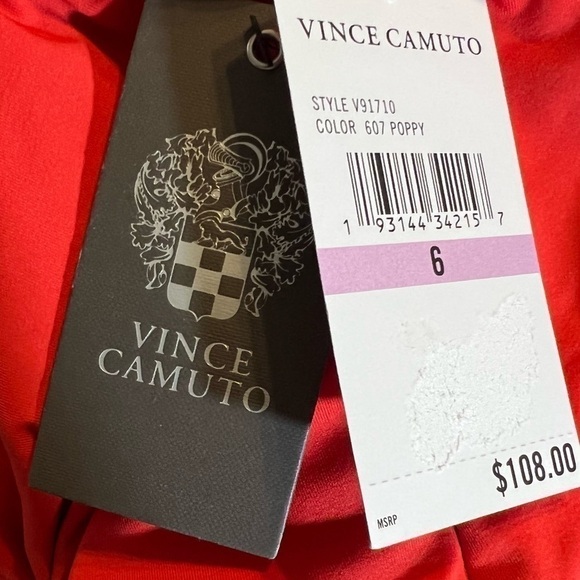 VINCE
CAMUTO
VINCE CAMUTO
STYLE V91710
COLOR 607 POPPY
1 93144 34215 7
6
$108.00
MSRP